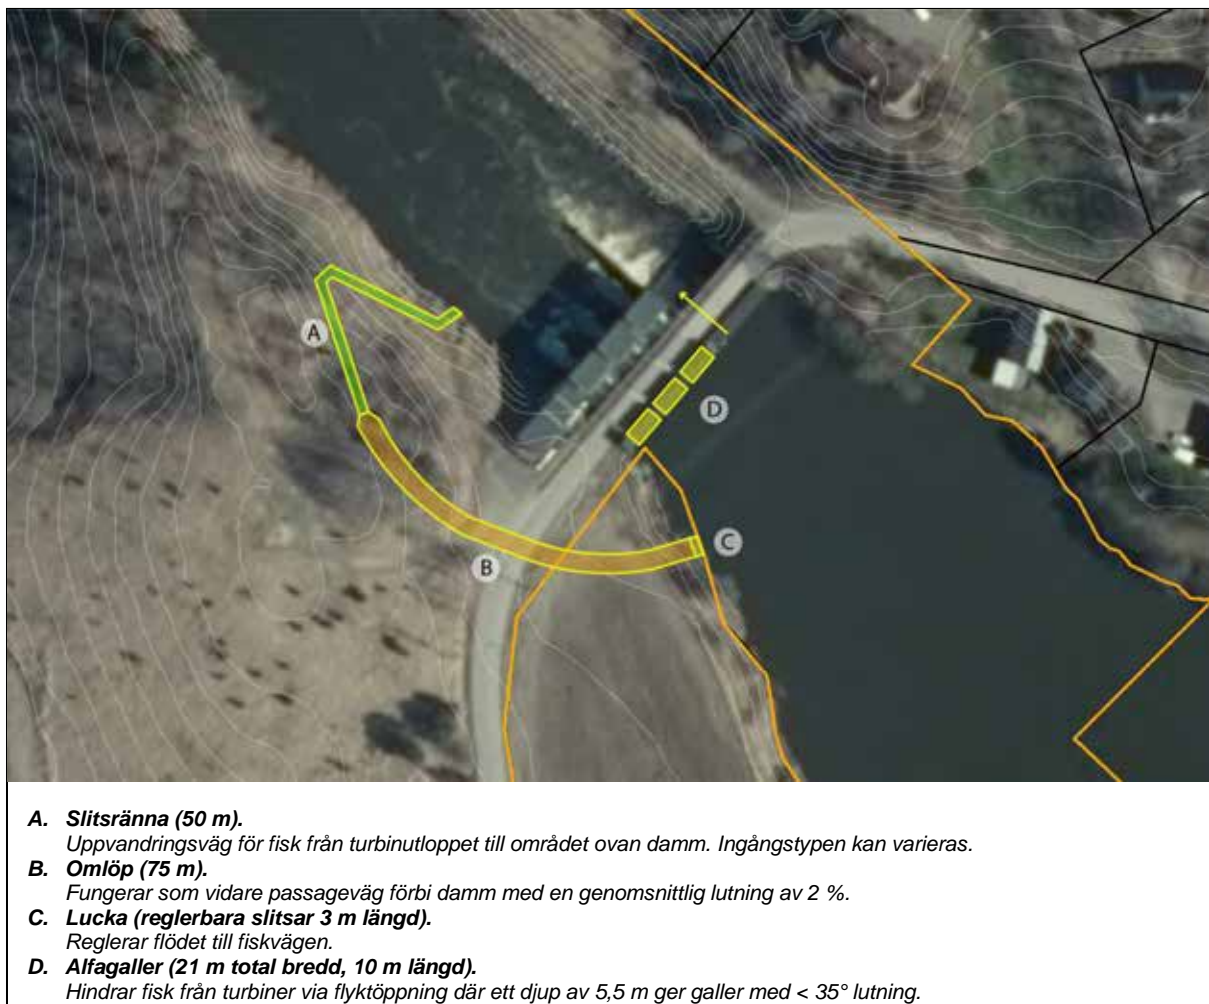 A
D
C
B
A. Slitsränna (50 m).
Uppvandringsväg för fisk från turbinutloppet till området ovan damm. Ingångstypen kan varieras.
B. Omlöp (75 m).
Fungerar som vidare passageväg förbi damm med en genomsnittlig lutning av 2 %.
C. Lucka (reglerbara slitsar 3 m längd).
Reglerar flödet till fiskvägen.
D. Alfagaller (21 m total bredd, 10 m längd).
Hindrar fisk från turbiner via flyktöppning där ett djup av 5,5 m ger galler med < 35° lutning.